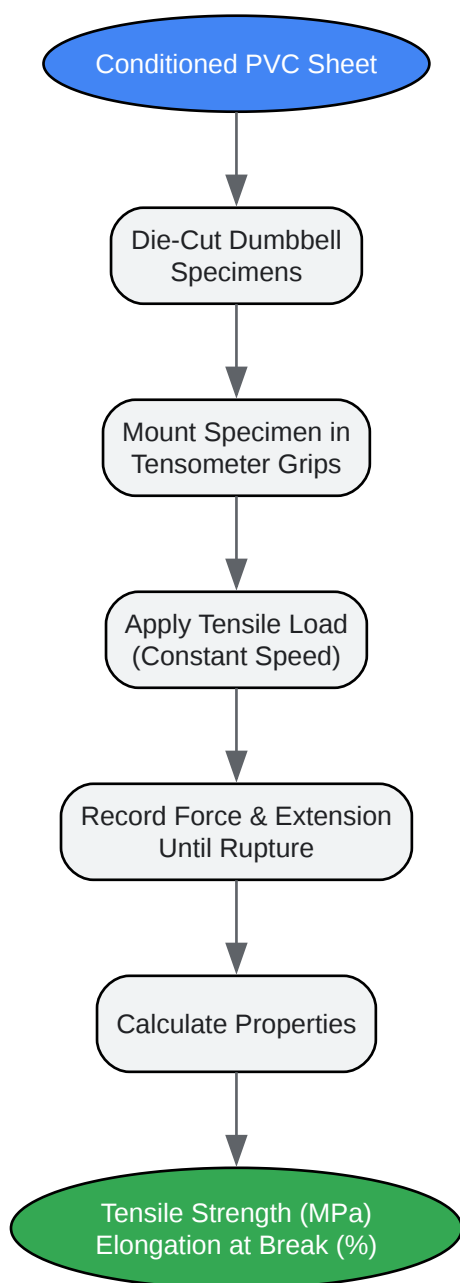 Conditioned PVC Sheet
Die-Cut Dumbbell
Specimens
Mount Specimen in
Tensometer Grips
Apply Tensile Load
(Constant Speed)
Record Force & Extension
Until Rupture
Calculate Properties
Tensile Strength (MPa)
Elongation at Break (%)